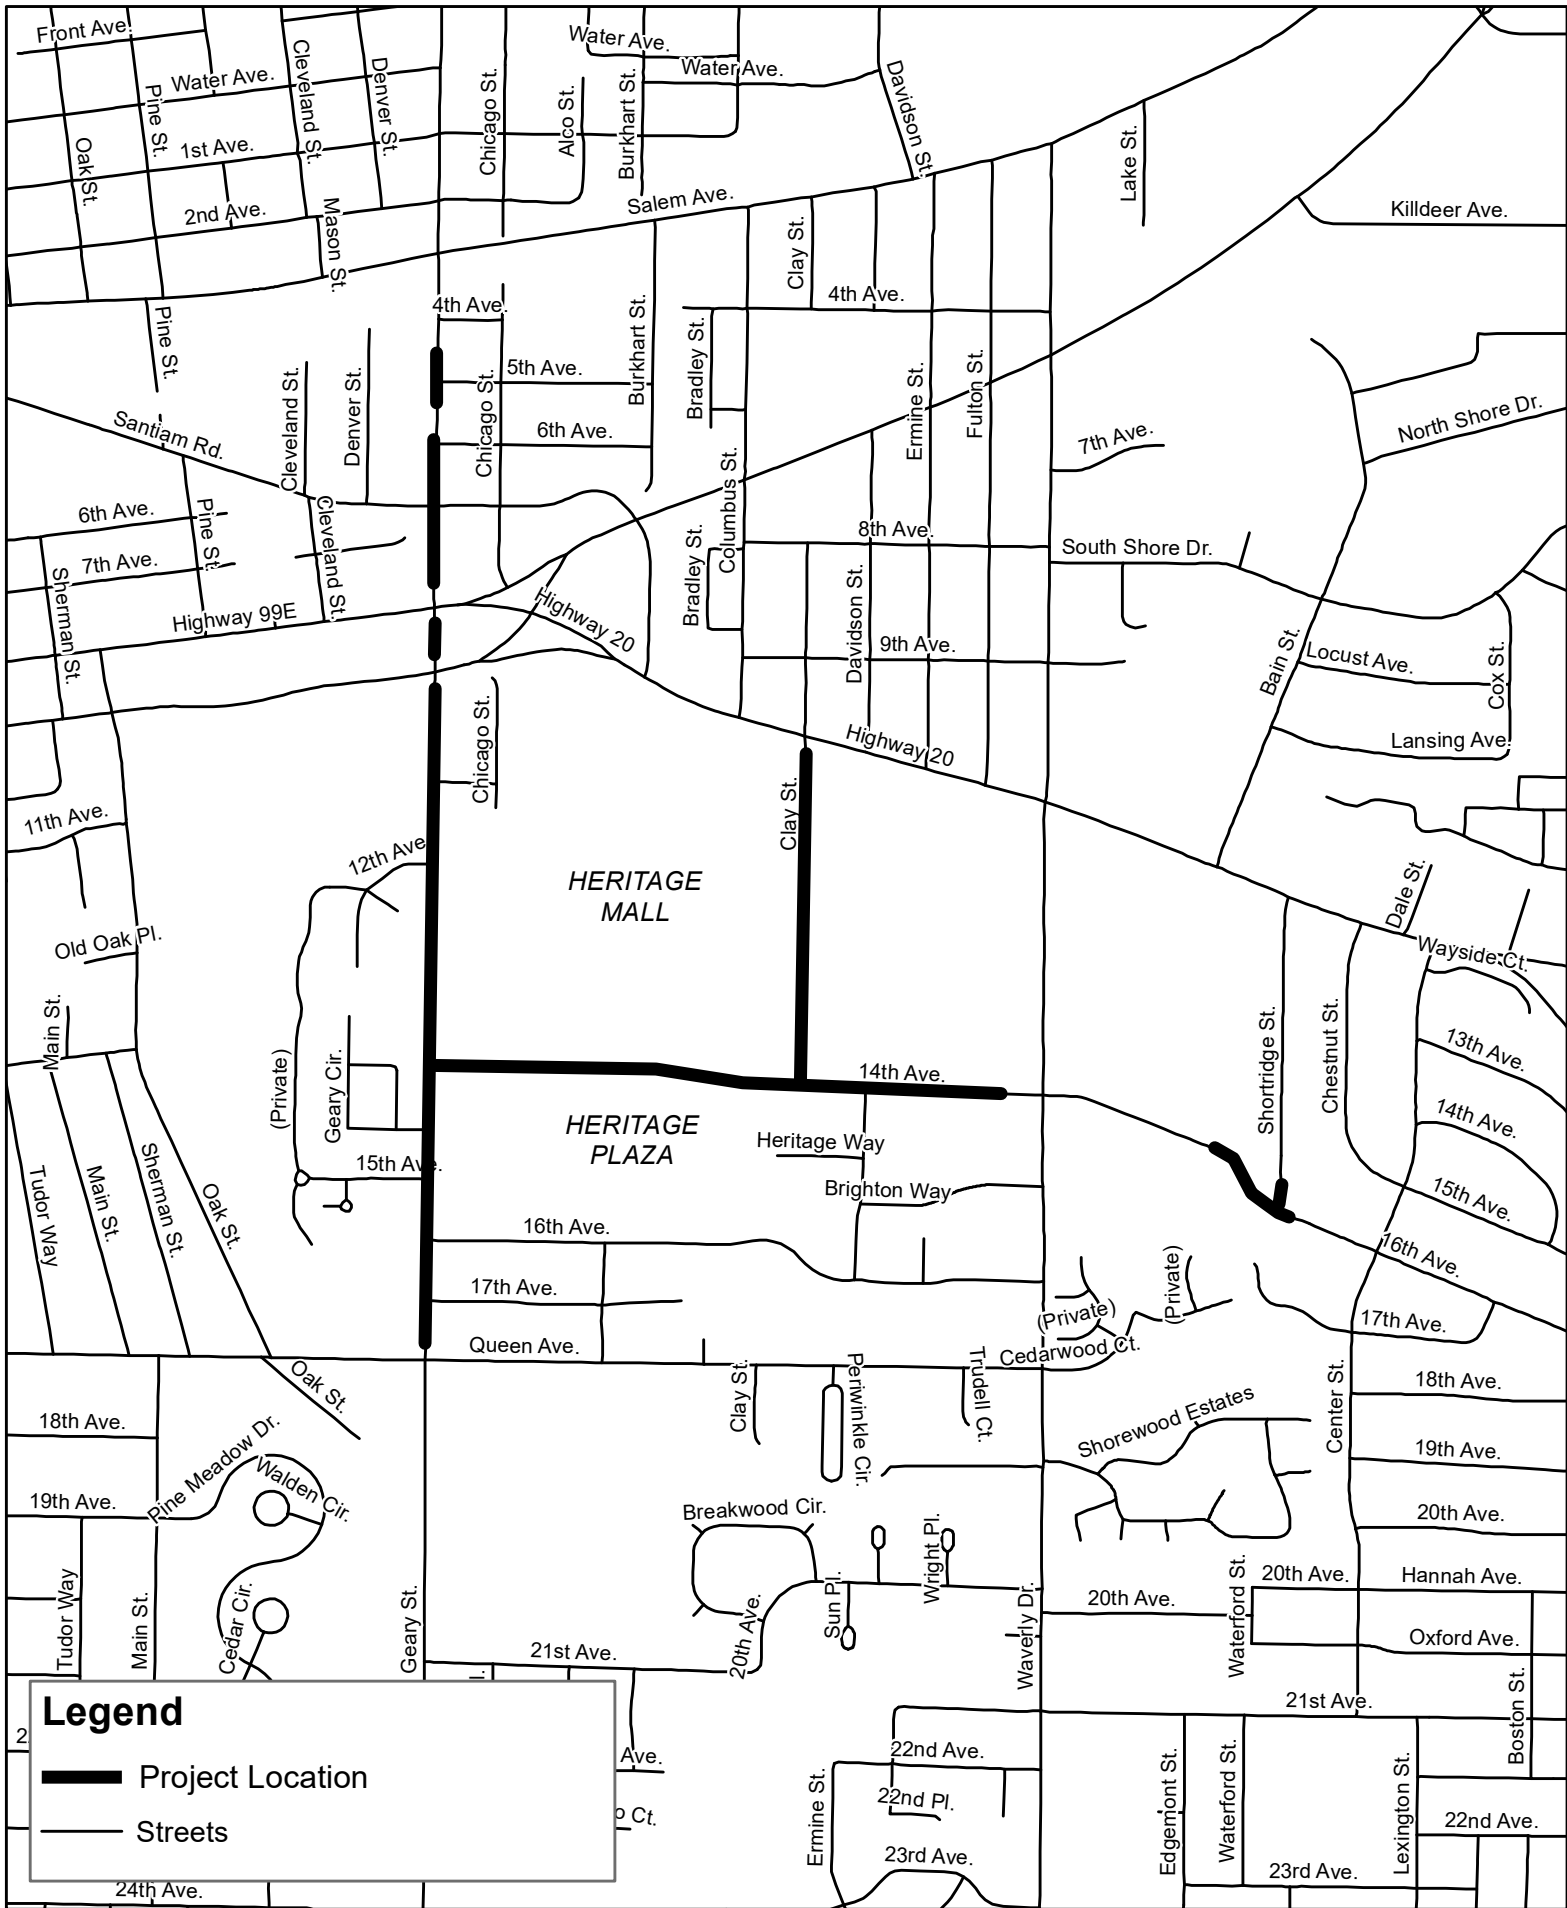 Front Ave.
Water Ave.
Water Ave.
Water Ave.
Cleveland St.
Denver St.
Pine St.
Oak St.
1st Ave.
2nd Ave.
Mason St.
Chicago St.
Alco St.
Burkhart St.
Davidson St.
Salem Ave.
Lake St.
Killdeer Ave.
Clay St.
4th Ave.
4th Ave.
Pine St.
Burkhart St.
Bradley St.
5th Ave.
Chicago St.
Cleveland St.
Denver St.
Ermine St.
Fulton St.
Santiam Rd.
6th Ave.
7th Ave.
North Shore Dr.
Columbus St.
6th Ave.
Pine St.
Cleveland St.
7th Ave.
8th Ave.
South Shore Dr.
Bradley St.
Sherman St.
Highway 99E
Highway 20
Davidson St.
9th Ave.
Bain St.
Locust Ave.
Cox St.
Chicago St.
Highway 20
Lansing Ave.
11th Ave.
12th Ave.
Clay St.
HERITAGE
MALL
Dale St.
Old Oak Pl.
Wayside Ct.
Main St.
(Private)
Geary Cir.
14th Ave.
Shortridge St.
Chestnut St.
13th Ave.
HERITAGE
PLAZA
Heritage Way
14th Ave.
15th Ave.
Brighton Way
15th Ave.
Tudor Way
Main St.
Sherman St.
Oak St.
16th Ave.
16th Ave.
17th Ave.
(Private)
(Private)
17th Ave.
Queen Ave.
Cedarwood Ct.
Oak St.
Clay St.
Periwinkle Cir.
Trudell Ct.
Center St.
18th Ave.
18th Ave.
Shorewood Estates
Pine Meadow Dr.
Walden Cir.
19th Ave.
19th Ave.
Breakwood Cir.
Wright Pl.
20th Ave.
Tudor Way
Main St.
Cedar Cir.
Geary St.
20th Ave.
Sun Pl.
Waverly Dr.
20th Ave.
Waterford St.
20th Ave.
Hannah Ave.
21st Ave.
Oxford Ave.
21st Ave.
Boston St.
Legend
Project Location
Streets
Ave.
Ct.
22nd Ave.
22nd Pl.
Ermine St.
23rd Ave.
Edgemont St.
Waterford St.
Lexington St.
22nd Ave.
23rd Ave.
24th Ave.